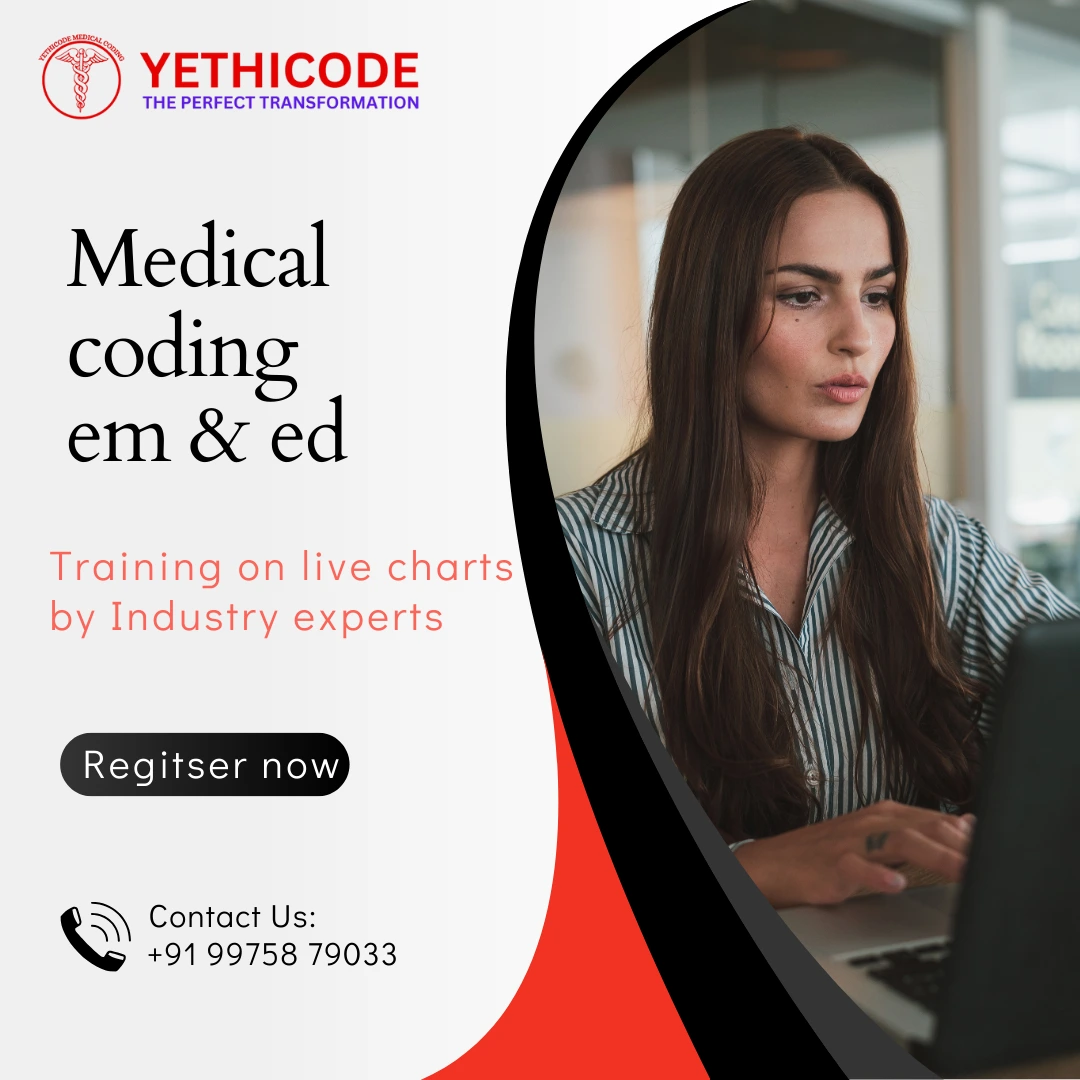 YETHICODE MEDICAL CODING
YETHICODE
THE PERFECT TRANSFORMATION
Medical
coding
em & ed
Training on live charts
by Industry experts
Regitser now
Contact Us:
+91 99758 79033